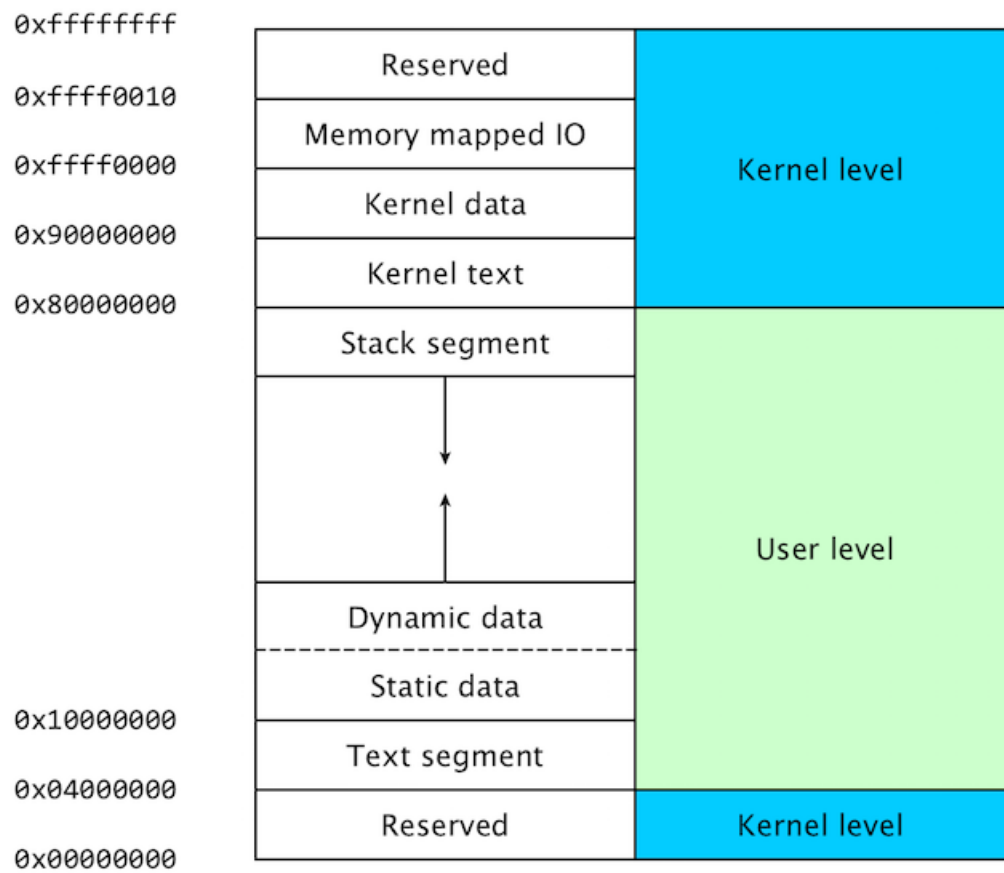 0xffffffff
Reserved
0xffff0010
Memory mapped IO
Kernel level
0xffff0000
Kernel data
0x90000000
Kernel text
0x80000000
Stack segment
User level
Dynamic data
Static data
0x10000000
Text segment
0x04000000
Reserved
Kernel level
0x00000000